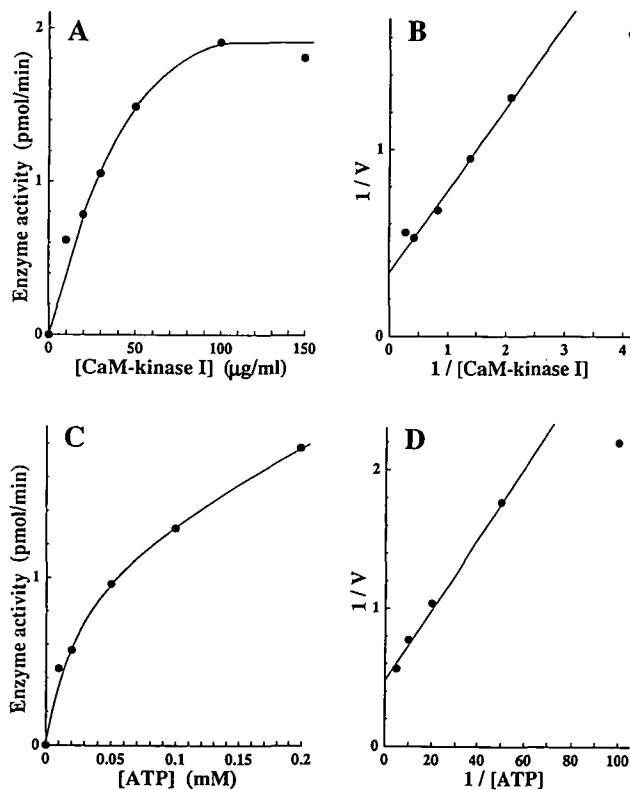 A
Enzyme activity (pmol/min)
2
1
0
0
50
100
150
[CaM-kinase I] (μg/ml)
B
1 / V
1
0
0
1
2
3
4
1 / [CaM-kinase I]
C
Enzyme activity (pmol/min)
1
0
0
0.05
0.1
0.15
0.2
[ATP] (mM)
D
1 / V
2
1
0
0
20
40
60
80
100
1 / [ATP]